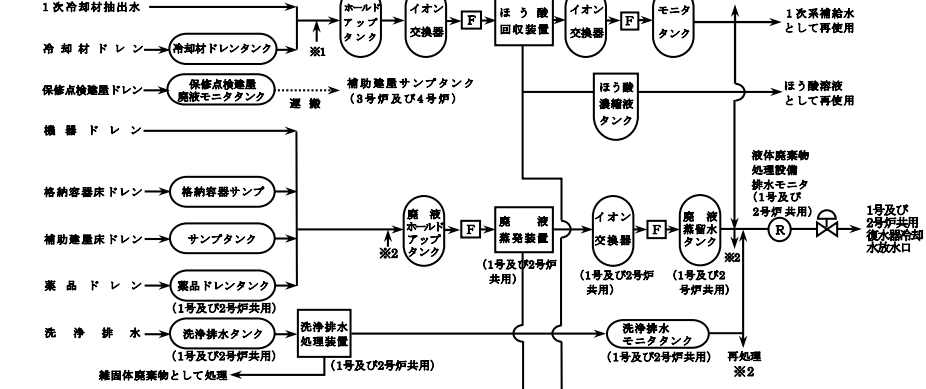 1次冷却材抽出水
ホールド
アップ
タンク
イオン
交換器
F
ほう酸
回収装置
イオン
交換器
F
モニタ
タンク
1次系補給水
として再使用
冷却材ドレン
冷却材ドレンタンク
※1
保修点検建屋ドレン
保修点検建屋
廃液モニタタンク
運搬
補助建屋サンプタンク
(3号炉及び4号炉)
ほう酸
濃縮液
タンク
ほう酸溶液
として再使用
機器ドレン
液体廃棄物
処理設備
排水モニタ
(1号及び
2号炉共用)
格納容器床ドレン
格納容器サンプ
廃液
ホールド
アップ
タンク
F
廃液
蒸発装置
イオン
交換器
F
廃液
蒸留水
タンク
R
1号及び
2号炉共用
復水器冷却
水放水口
補助建屋床ドレン
サンプタンク
※2
※2
(1号及び2号炉
共用)
(1号及び2号炉
共用)
(1号及び2
号炉共用)
薬品ドレン
薬品ドレンタンク
(1号及び2号炉共用)
洗浄排水
洗浄排水タンク
(1号及び2号炉共用)
洗浄排水
処理装置
(1号及び2号炉共用)
洗浄排水
モニタタンク
(1号及び2号炉共用)
再処理
※2
雑固体廃棄物として処理